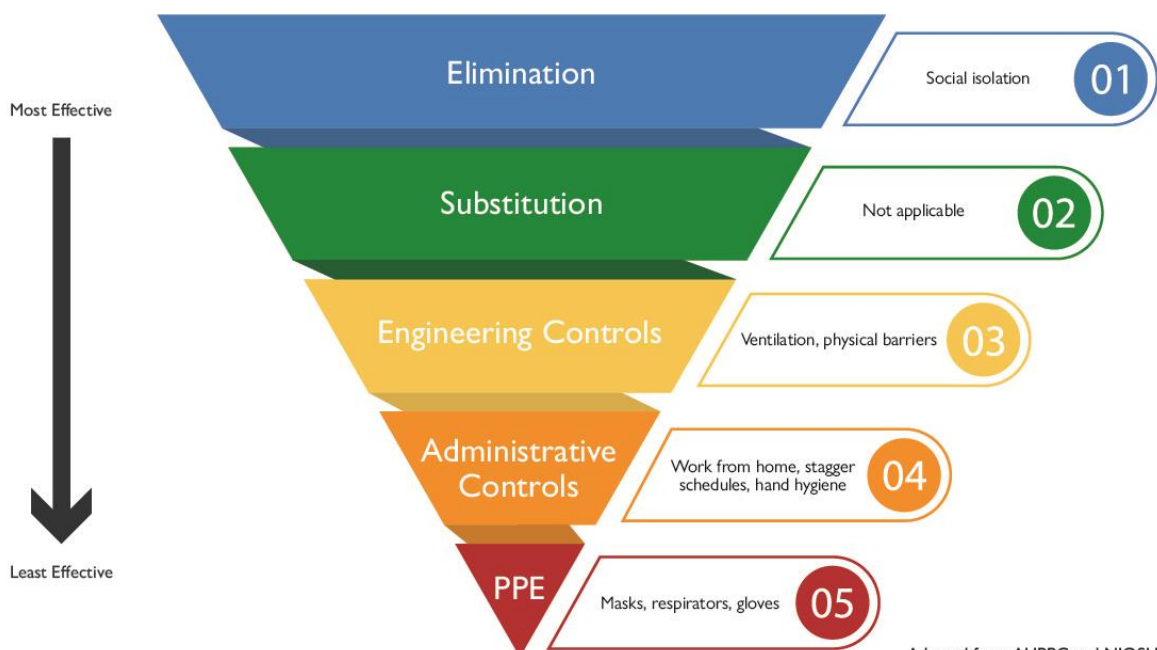 Most Effective
Least Effective
Elimination
Social isolation
01
Substitution
Not applicable
02
Engineering Controls
Ventilation, physical barriers
03
Administrative
Controls
Work from home, stagger
schedules, hand hygiene
04
PPE
Masks, respirators, gloves
05